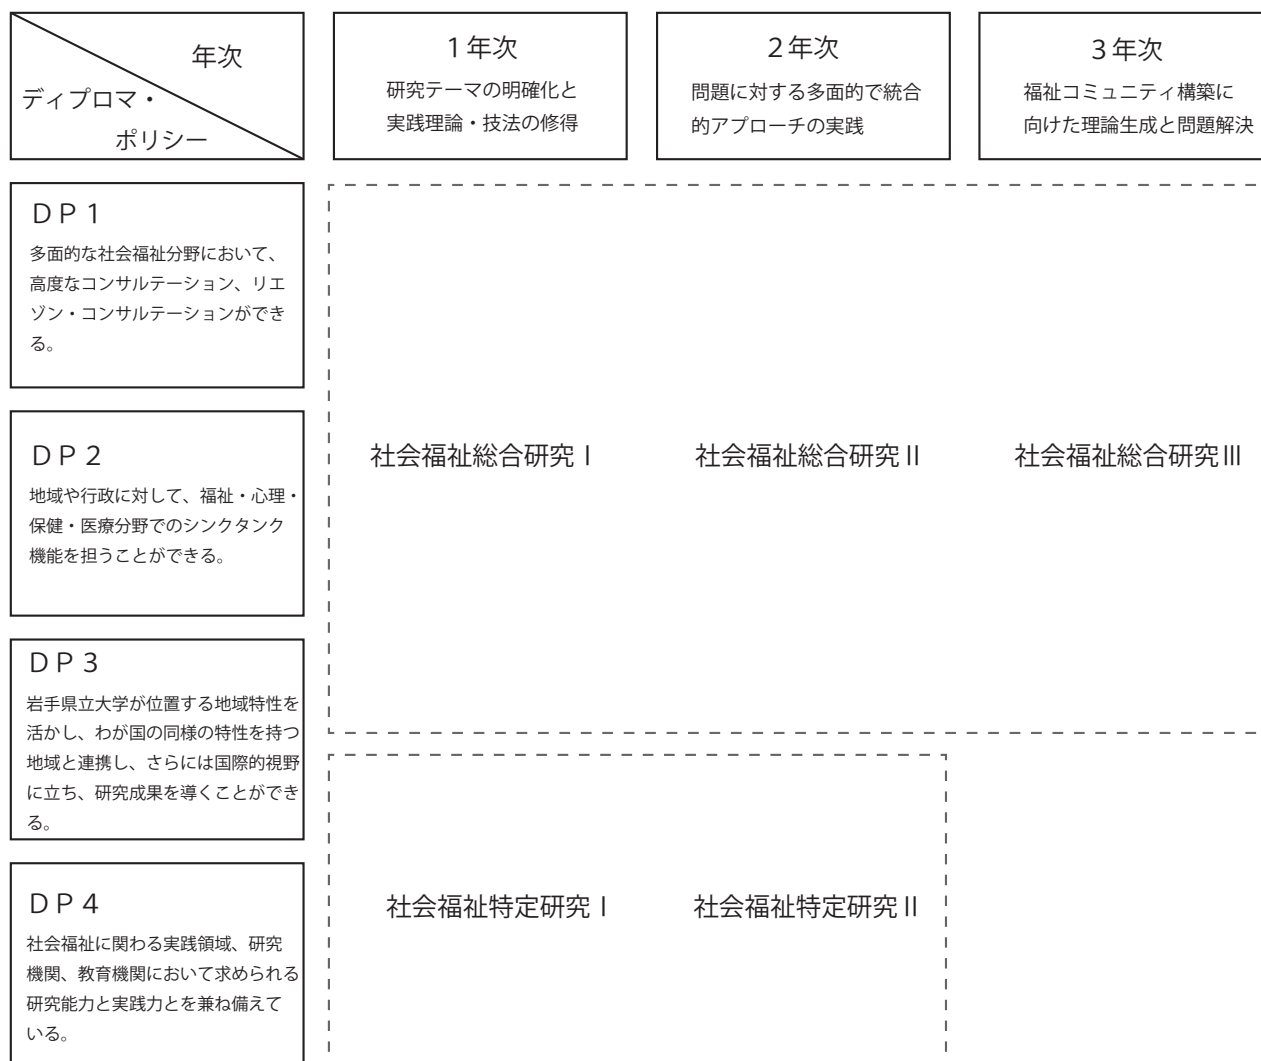 年次
ディプロマ・
ポリシー
1年次
研究テーマの明確化と
実践理論・技法の修得
2年次
問題に対する多面的で統合
的アプローチの実践
3年次
福祉コミュニティ構築に
向けた理論生成と問題解決
DP1
多面的な社会福祉分野において、
高度なコンサルテーション、リエ
ゾン・コンサルテーションができ
る。
DP2
地域や行政に対して、福祉・心理・
保健・医療分野でのシンクタンク
機能を担うことができる。
社会福祉総合研究Ⅰ
社会福祉総合研究Ⅱ
社会福祉総合研究Ⅲ
DP3
岩手県立大学が位置する地域特性を
活かし、わが国の同様の特性を持つ
地域と連携し、さらには国際的視野
に立ち、研究成果を導くことができ
る。
DP4
社会福祉に関わる実践領域、研究
機関、教育機関において求められる
研究能力と実践力とを兼ね備えて
いる。
社会福祉特定研究Ⅰ
社会福祉特定研究Ⅱ